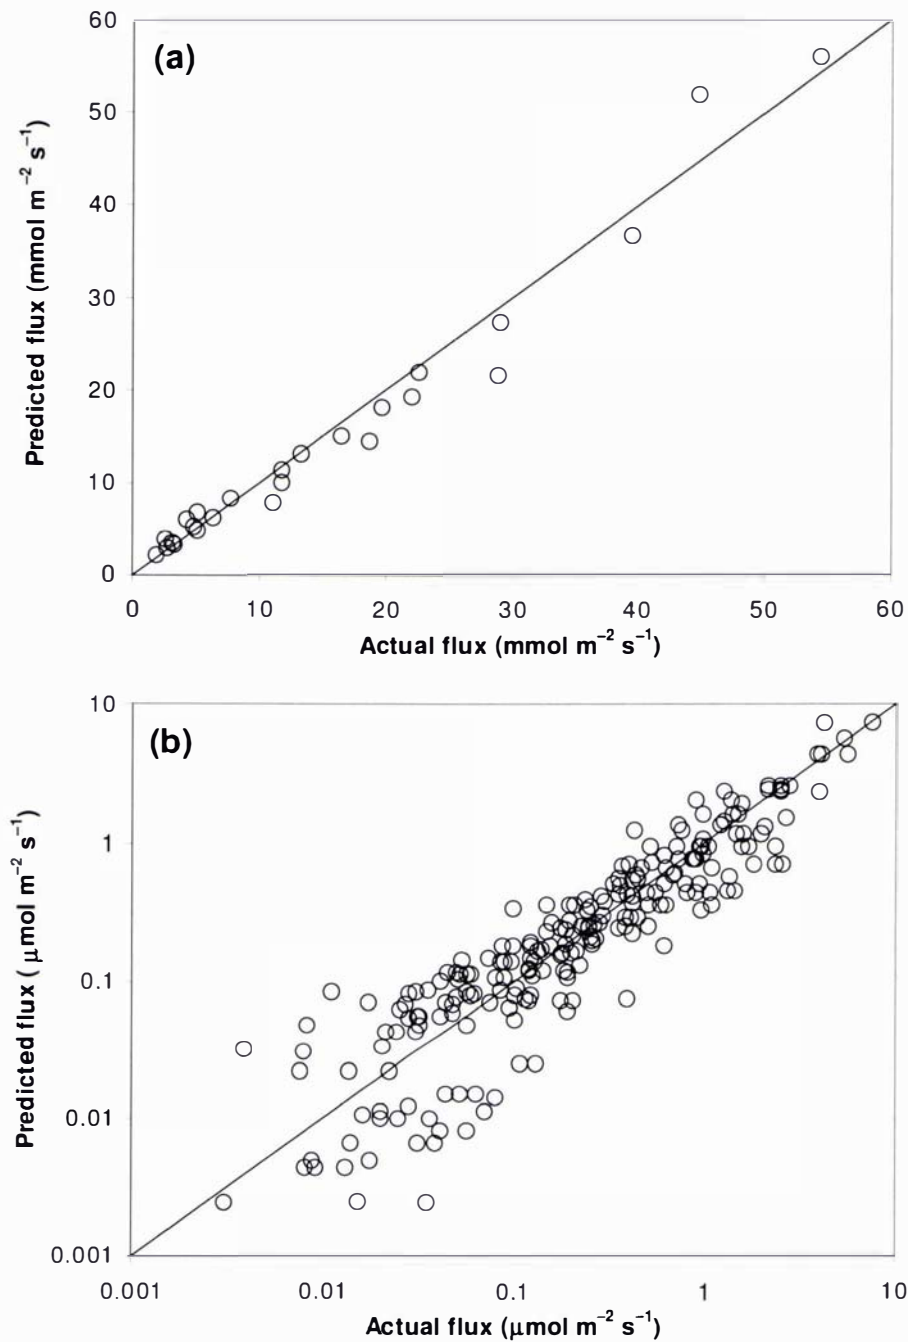 60
(a)
50
40
30
20
10
0
Predicted flux (mmol m⁻² s⁻¹)
0 10 20 30 40 50 60
Actual flux (mmol m⁻² s⁻¹)
10
(b)
1
0.1
0.01
0.001
Predicted flux ( μmol m⁻² s⁻¹)
0.001 0.01 0.1 1 10
Actual flux (μmol m⁻² s⁻¹)